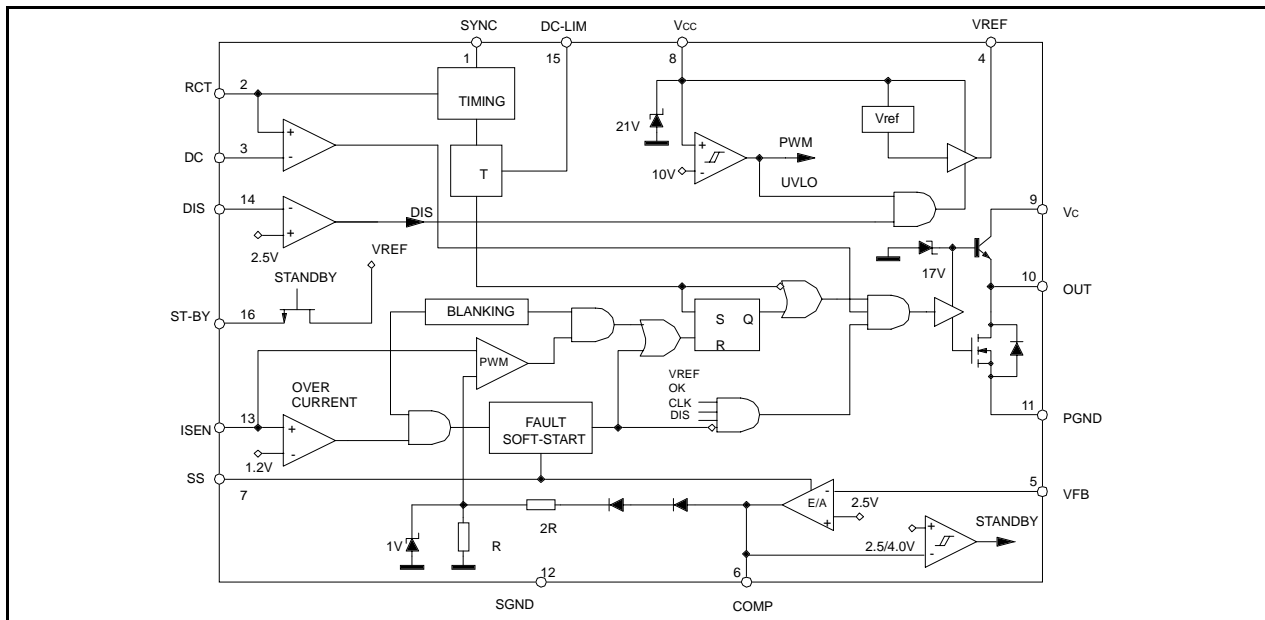 SYNC DC-LIM VCC VREF
1 15 8 4
RCT 2
TIMING
Vref
21V
+
-
DC 3
T
+
-
10V
PWM
UVLO
DIS 14
-
+
2.5V
DIS
9 VC
VREF
17V
STANDBY
10 OUT
ST-BY 16
BLANKING
S Q
R
PWM
OVER
CURRENT
VREF
OK
CLK
DIS
ISEN 13
+
-
1.2V
FAULT
SOFT-START
11 PGND
SS 7
5 VFB
E/A
-
+
2.5V
STANDBY
+
-
2.5/4.0V
2R
1V
R
12 6
SGND COMP